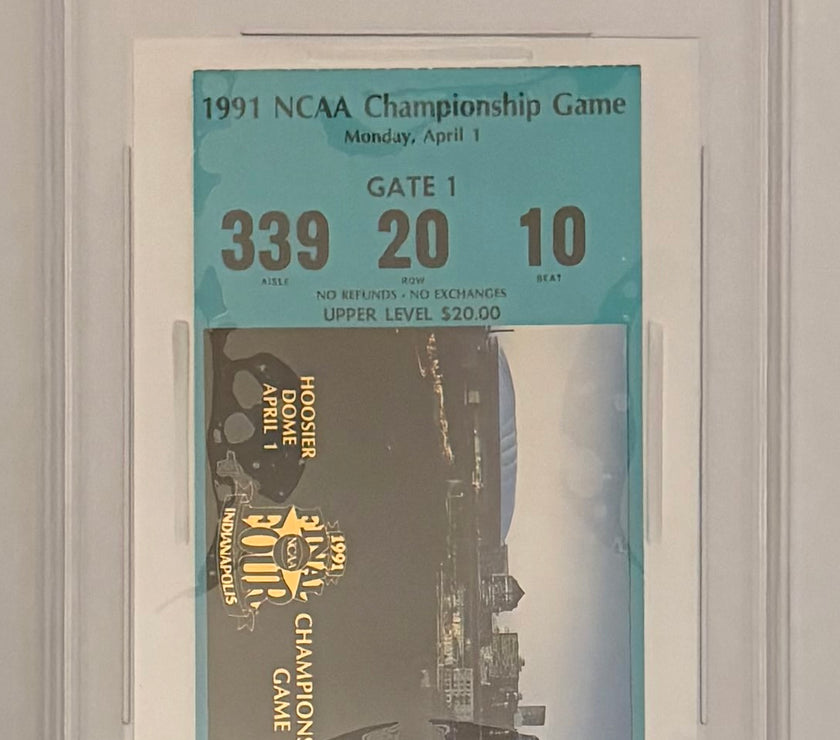 1991 NCAA Championship Game
Monday, April 1
GATE 1
339 20 10
AISLE ROW SEAT
NO REFUNDS - NO EXCHANGES
UPPER LEVEL $20.00
HOOSIER
DOME
APRIL 1
1991
FINAL
FOUR
NCAA
INDIANAPOLIS
GAME